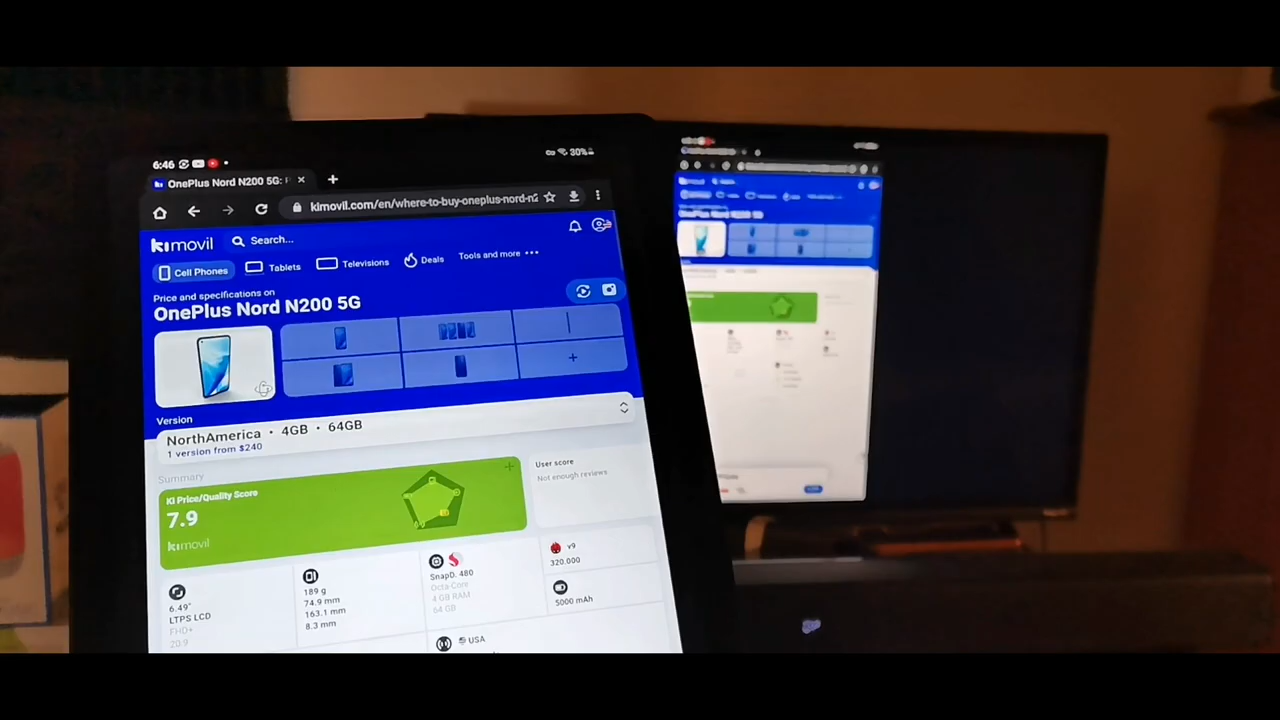 6:46
30%
OnePlus Nord N200 5G:
kimovil.com/en/where-to-buy-oneplus-nord-n2
kimovil Search...
Cell Phones Tablets Televisions Deals Tools and more
Price and specifications on
OnePlus Nord N200 5G
Version
NorthAmerica · 4GB · 64GB
1 version from $240
Summary
Ki Price/Quality Score
7.9
kimovil
User score
Not enough reviews
6.49"
LTPS LCD
FHD+
20:9
189 g
74.9 mm
163.1 mm
8.3 mm
SnapD. 480
Octa-Core
4 GB RAM
64 GB
v9
320.000
5000 mAh
USA